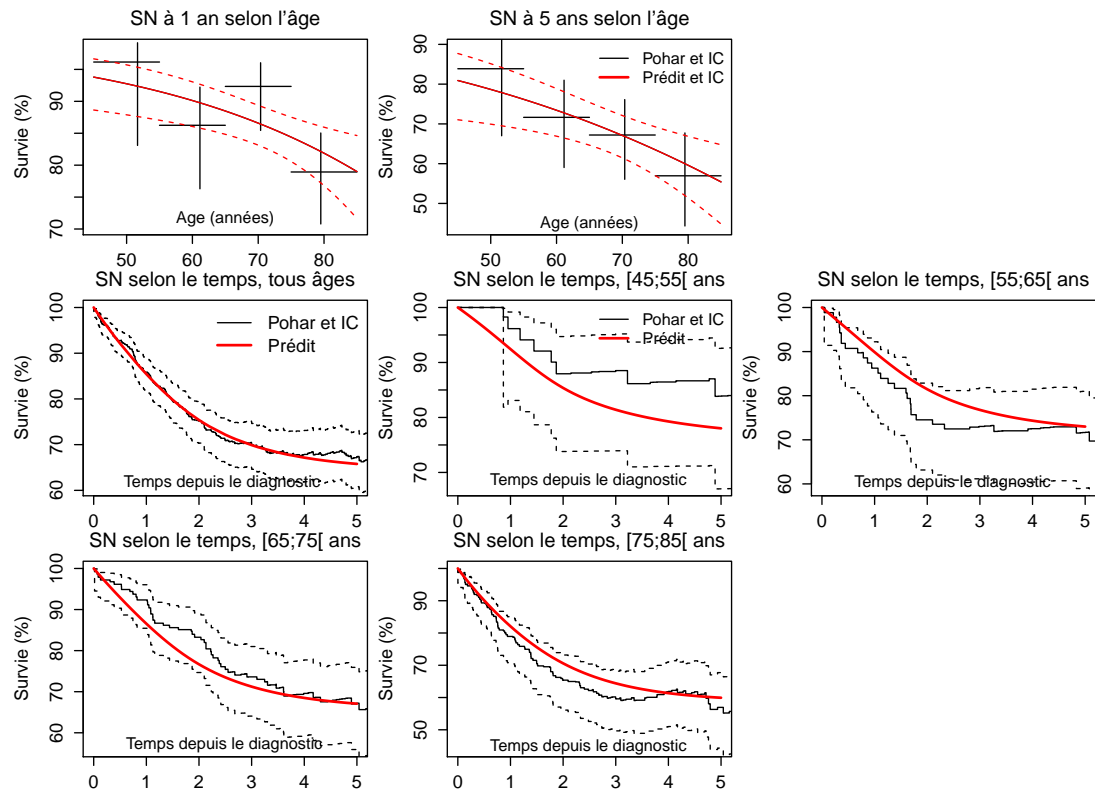 SN à 1 an selon l'âge
Survie (%)
70
80
90
Age (années)
50
60
70
80
SN à 5 ans selon l'âge
Survie (%)
50
60
70
80
90
Pohar et IC
Prédit et IC
Age (années)
50
60
70
80
SN selon le temps, tous âges
Survie (%)
60
70
80
90
100
Pohar et IC
Prédit
Temps depuis le diagnostic
0
1
2
3
4
5
SN selon le temps, [45;55[ ans
Survie (%)
70
80
90
100
Pohar et IC
Prédit
Temps depuis le diagnostic
0
1
2
3
4
5
SN selon le temps, [55;65[ ans
Survie (%)
60
70
80
90
100
Temps depuis le diagnostic
0
1
2
3
4
5
SN selon le temps, [65;75[ ans
Survie (%)
60
70
80
90
100
Temps depuis le diagnostic
0
1
2
3
4
5
SN selon le temps, [75;85[ ans
Survie (%)
50
70
90
Temps depuis le diagnostic
0
1
2
3
4
5